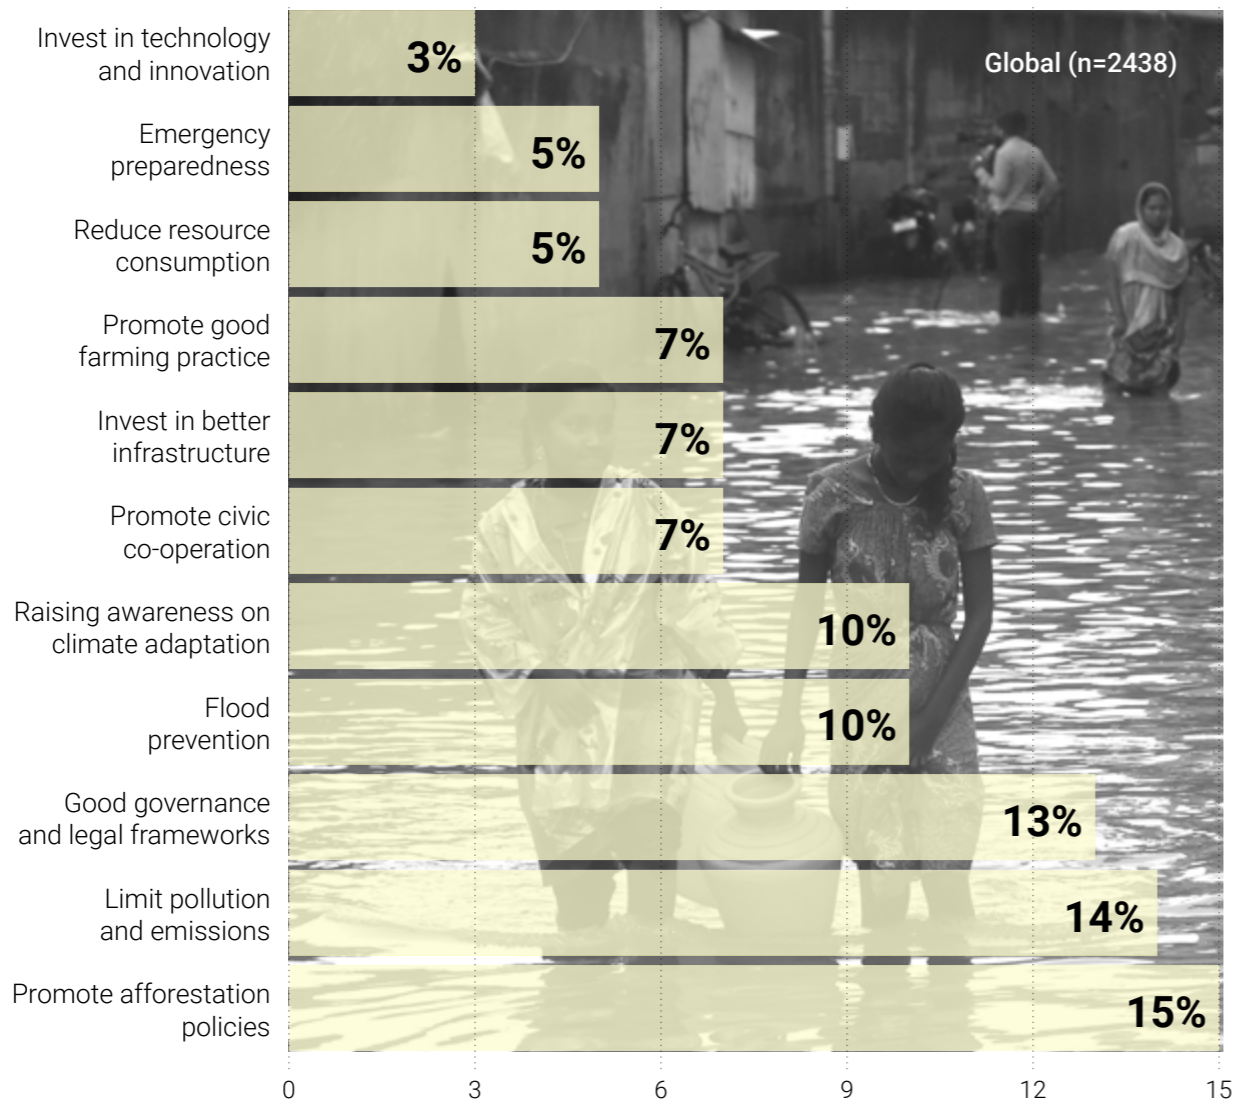 Global (n=2438)
Invest in technology
and innovation
3%
Emergency
preparedness
5%
Reduce resource
consumption
5%
Promote good
farming practice
7%
Invest in better
infrastructure
7%
Promote civic
co-operation
7%
Raising awareness on
climate adaptation
10%
Flood
prevention
10%
Good governance
and legal frameworks
13%
Limit pollution
and emissions
14%
Promote afforestation
policies
15%
0 3 6 9 12 15